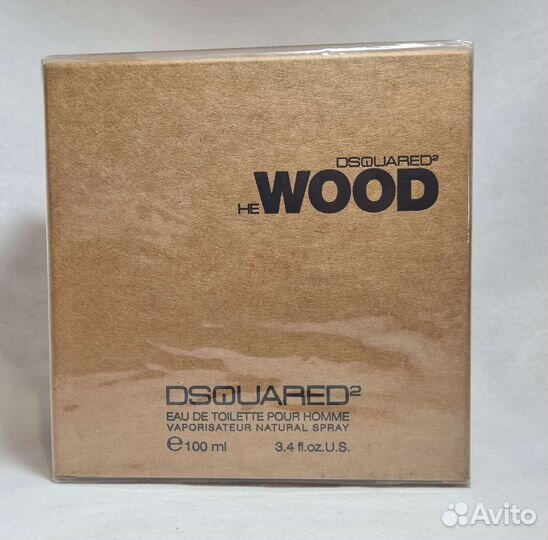 DSQUARED²
HE WOOD
DSQUARED²
EAU DE TOILETTE POUR HOMME
VAPORISATEUR NATURAL SPRAY
℮100 ml 3.4 fl.oz.U.S.
Avito